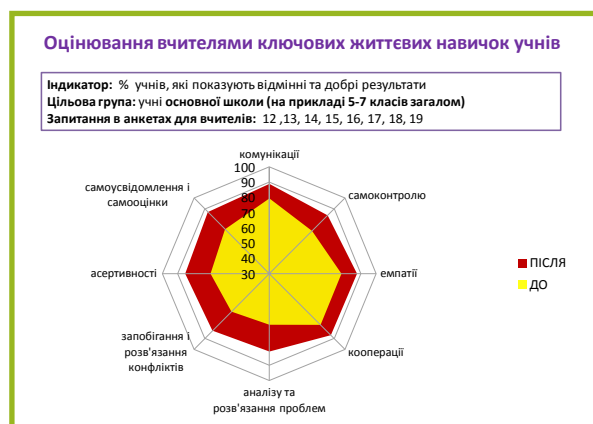 Оцінювання вчителями ключових життєвих навичок учнів
Індикатор: % учнів, які показують відмінні та добрі результати
Цільова група: учні основної школи (на прикладі 5-7 класів загалом)
Запитання в анкетах для вчителів: 12 ,13, 14, 15, 16, 17, 18, 19
комунікації
100
90
80
70
60
50
40
30
самоусвідомлення і
самооцінки
самоконтролю
асертивності
емпатії
ПІСЛЯ
ДО
запобігання і
розв'язання
конфліктів
кооперації
аналізу та
розв'язання проблем